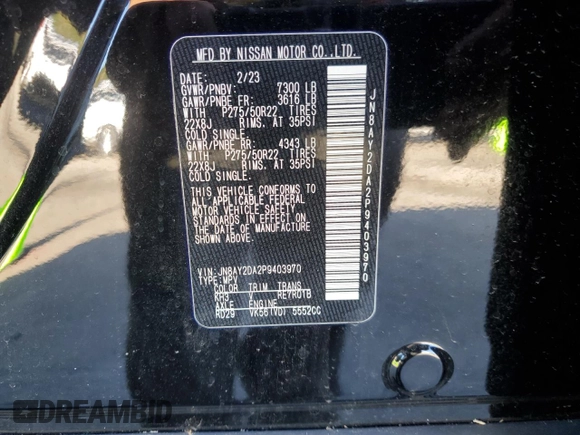 MFD BY NISSAN MOTOR CO.,LTD.
DATE: 2/23
GVWR/PNBV: 7300 LB
GAWR/PNBE FR: 3616 LB
WITH P275/50R22 TIRES
22X8J RIMS. AT 35PSI
COLD SINGLE.
GAWR/PNBE RR: 4343 LB
WITH P275/50R22 TIRES
22X8J RIMS. AT 35PSI
COLD SINGLE.
THIS VEHICLE CONFORMS TO
ALL APPLICABLE FEDERAL
MOTOR VEHICLE SAFETY
STANDARDS IN EFFECT ON
THE DATE OF MANUFACTURE
SHOWN ABOVE.
VIN: JN8AY2DA2P9403970
TYPE: MPV
COLOR TRIM TRANS
KH3 RE7R01B
AXLE ENGINE
RD29 VK56(VD) 5552CC
JN8AY2DA2P9403970
DREAMBID